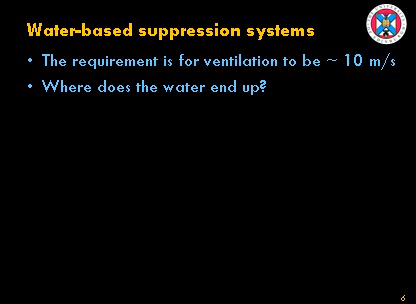 Water-based suppression systems
• The requirement is for ventilation to be ~ 10 m/s
• Where does the water end up?
6